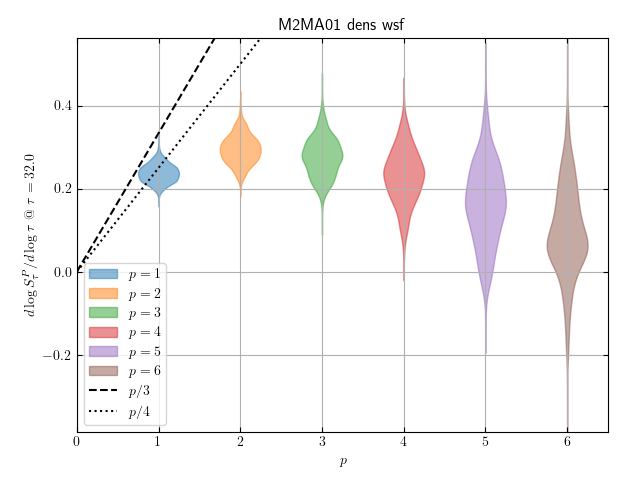 M2MA01 dens wsf
d log S_τ^P / d log τ @ τ = 32.0
0.4
0.2
0.0
−0.2
p = 1
p = 2
p = 3
p = 4
p = 5
p = 6
p/3
p/4
0 1 2 3 4 5 6
p